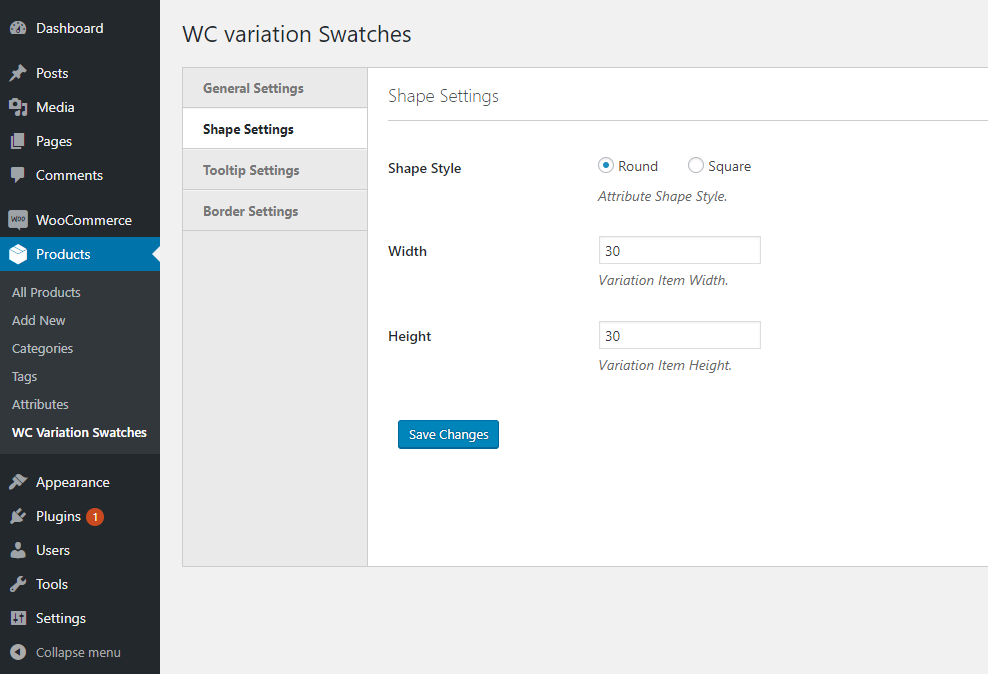 Dashboard
Posts
Media
Pages
Comments
WOO WooCommerce
Products
All Products
Add New
Categories
Tags
Attributes
WC Variation Swatches
Appearance
Plugins 1
Users
Tools
Settings
Collapse menu
WC variation Swatches
General Settings
Shape Settings
Tooltip Settings
Border Settings
Shape Settings
Shape Style
Round Square
Attribute Shape Style.
Width
30
Variation Item Width.
Height
30
Variation Item Height.
Save Changes